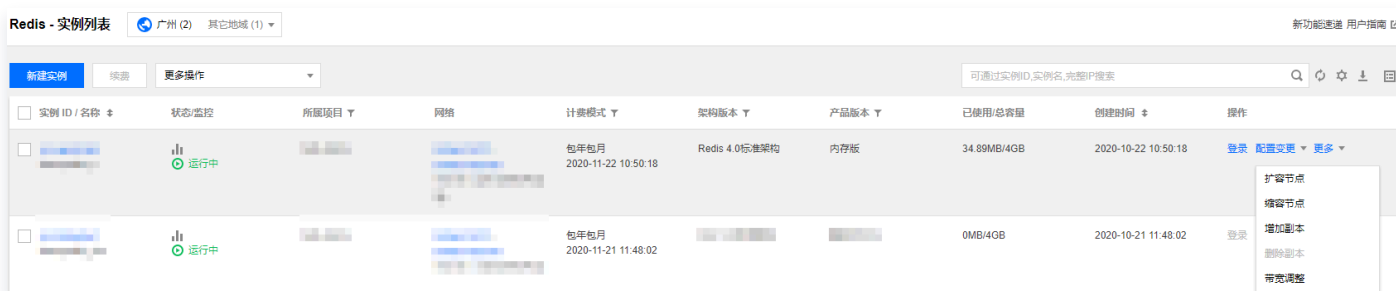 Redis - 实例列表 广州 (2) 其它地域 (1) 新功能速递 用户指南
新建实例 续费 更多操作 可通过实例ID,实例名,完整IP搜索
实例 ID / 名称 状态/监控 所属项目 网络 计费模式 架构版本 产品版本 已使用/总容量 创建时间 操作
包年包月 Redis 4.0标准架构 内存版 34.89MB/4GB 2020-10-22 10:50:18 登录 配置变更 更多
运行中 2020-11-22 10:50:18
扩容节点
缩容节点
包年包月 0MB/4GB 2020-10-21 11:48:02 登录 增加副本
运行中 2020-11-21 11:48:02 删除副本
带宽调整